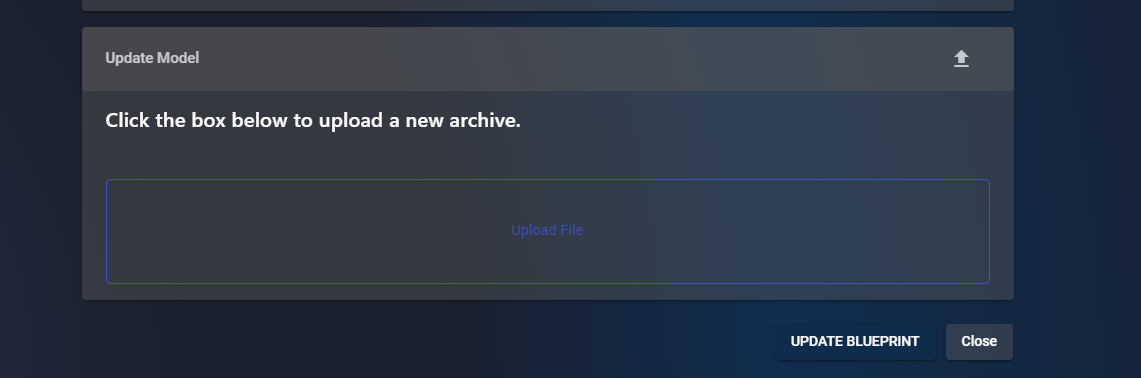 Update Model
Click the box below to upload a new archive.
Upload File
UPDATE BLUEPRINT
Close